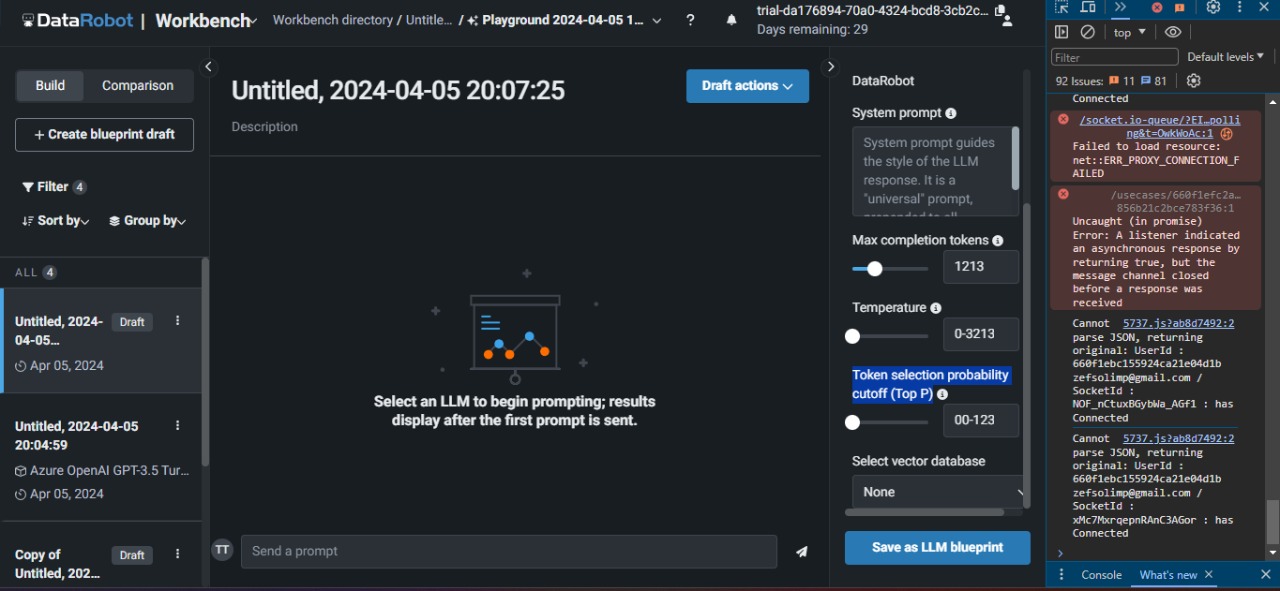 DataRobot | Workbench
Workbench directory / Untitle... / Playground 2024-04-05 1...
?
trial-da176894-70a0-4324-bcd8-3cb2c...
Days remaining: 29
Build
Comparison
+ Create blueprint draft
Filter 4
Sort by
Group by
ALL 4
Untitled, 2024-04-05...
Draft
Apr 05, 2024
Untitled, 2024-04-05
20:04:59
Azure OpenAI GPT-3.5 Tur...
Apr 05, 2024
Copy of
Untitled, 202...
Draft
Untitled, 2024-04-05 20:07:25
Draft actions
Description
Select an LLM to begin prompting; results
display after the first prompt is sent.
TT
Send a prompt
DataRobot
System prompt
System prompt guides
the style of the LLM
response. It is a
"universal" prompt,
prepended to all
Max completion tokens
1213
Temperature
0-3213
Token selection probability
cutoff (Top P)
00-123
Select vector database
None
Save as LLM blueprint
top
Filter
Default levels
92 Issues: 11 81
Connected
/socket.io-queue/?EI…polli
ng&t=OwkWoAc:1
Failed to load resource:
net::ERR_PROXY_CONNECTION_F
AILED
/usecases/660f1efc2a…
856b21c2bce783f36:1
Uncaught (in promise)
Error: A listener indicated
an asynchronous response by
returning true, but the
message channel closed
before a response was
received
Cannot 5737.js?ab8d7492:2
parse JSON, returning
original: UserId :
660f1ebc155924ca21e04d1b
zefsolimp@gmail.com /
SocketId :
NOF_nCtuxBGybWa_AGf1 : has
Connected
Cannot 5737.js?ab8d7492:2
parse JSON, returning
original: UserId :
660f1ebc155924ca21e04d1b
zefsolimp@gmail.com /
SocketId :
xMc7MxrqepnRAnC3AGor : has
Connected
Console
What's new